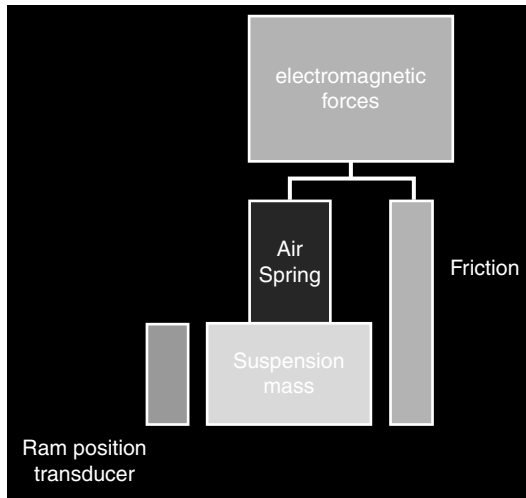 electromagnetic
forces
Air
Spring
Friction
Suspension
mass
Ram position
transducer